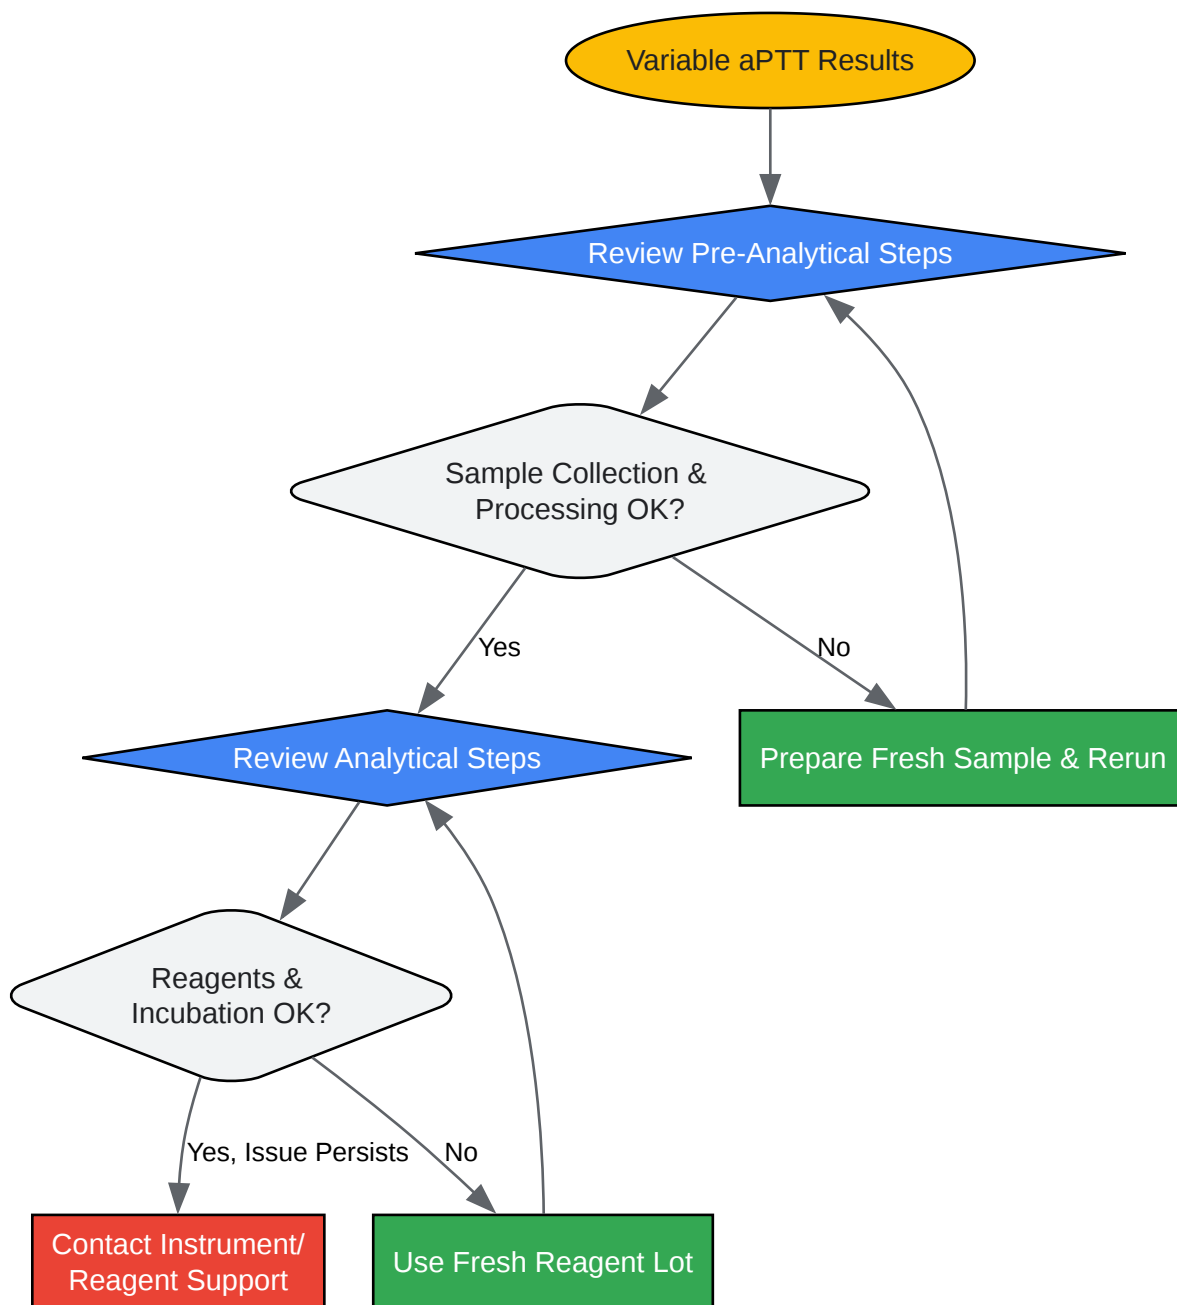 Variable aPTT Results
Review Pre-Analytical Steps
Sample Collection &
Processing OK?
Yes
No
Review Analytical Steps
Prepare Fresh Sample & Rerun
Reagents &
Incubation OK?
Yes, Issue Persists
No
Contact Instrument/
Reagent Support
Use Fresh Reagent Lot